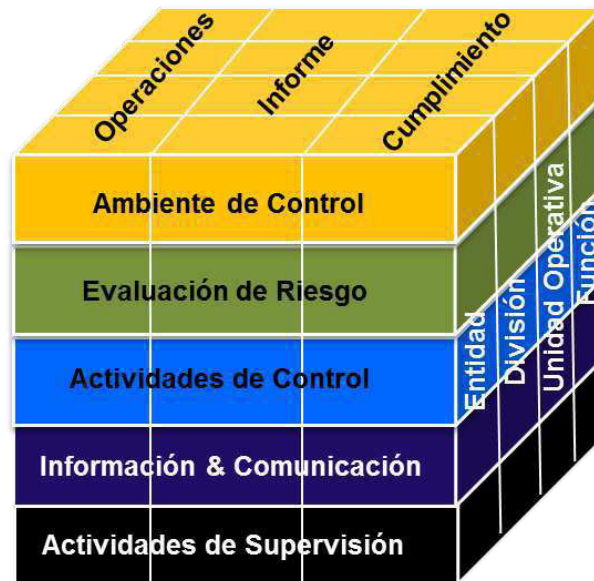 Operaciones
Informe
Cumplimiento
Ambiente de Control
Evaluación de Riesgo
Actividades de Control
Información & Comunicación
Actividades de Supervisión
Entidad
División
Unidad Operativa
Función